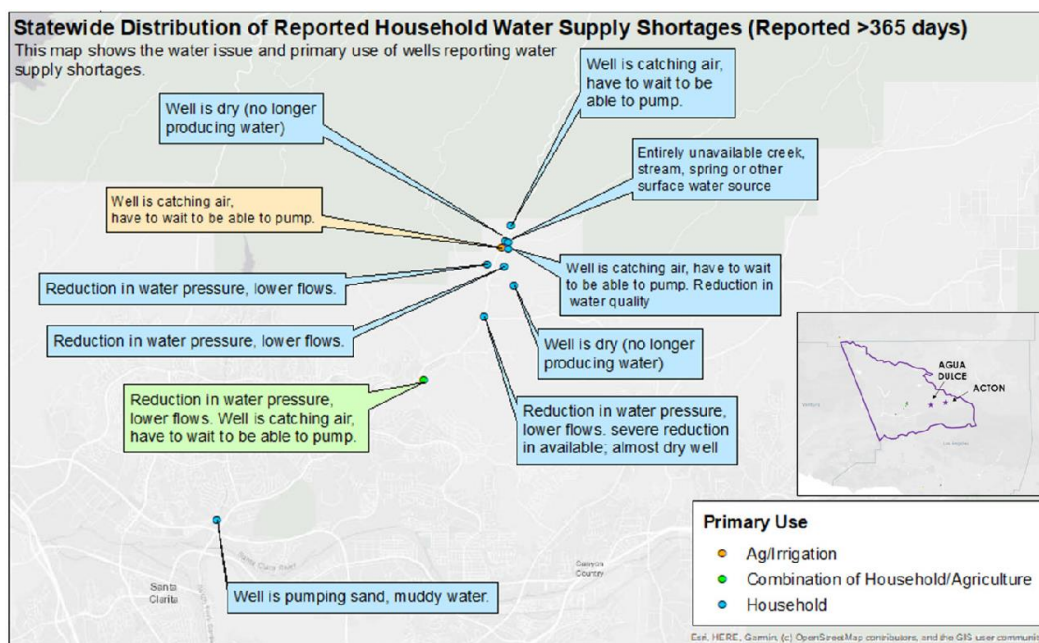 Statewide Distribution of Reported Household Water Supply Shortages (Reported >365 days)
This map shows the water issue and primary use of wells reporting water
supply shortages.
Well is catching air,
have to wait to be
able to pump.
Well is dry (no longer
producing water)
Entirely unavailable creek,
stream, spring or other
surface water source
Well is catching air,
have to wait to be able to pump.
Well is catching air, have to wait
to be able to pump. Reduction in
water quality
Reduction in water pressure, lower flows.
Reduction in water pressure, lower flows.
Well is dry (no longer
producing water)
AGUA
DULCE
ACTON
Reduction in water pressure,
lower flows. Well is catching air,
have to wait to be able to pump.
Reduction in water pressure,
lower flows. severe reduction
in available; almost dry well
Primary Use
Ag/Irrigation
Combination of Household/Agriculture
Household
Canyon
Country
Santa
Clarita
Well is pumping sand, muddy water.
Esri, HERE, Garmin, (c) OpenStreetMap contributors, and the GIS user communit